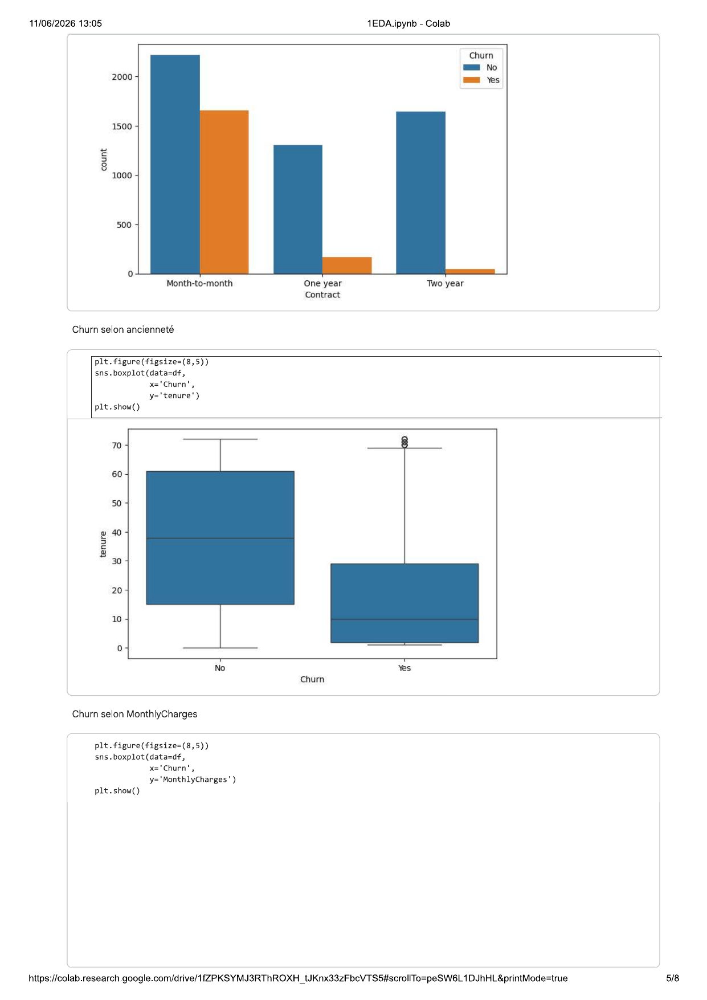 11/06/2026 13:05
1EDA.ipynb - Colab
Churn
No
Yes
2000
1500
1000
500
0
count
Month-to-month
One year
Two year
Contract
Churn selon ancienneté
plt.figure(figsize=(8,5))
sns.boxplot(data=df,
            x='Churn',
            y='tenure')
plt.show()
70
60
50
40
30
20
10
0
tenure
No
Yes
Churn
Churn selon MonthlyCharges
plt.figure(figsize=(8,5))
sns.boxplot(data=df,
            x='Churn',
            y='MonthlyCharges')
plt.show()
https://colab.research.google.com/drive/1fZPKSYMJ3RThROXH_tJKnx33zFbcVTS5#scrollTo=peSW6L1DJhHL&printMode=true
5/8